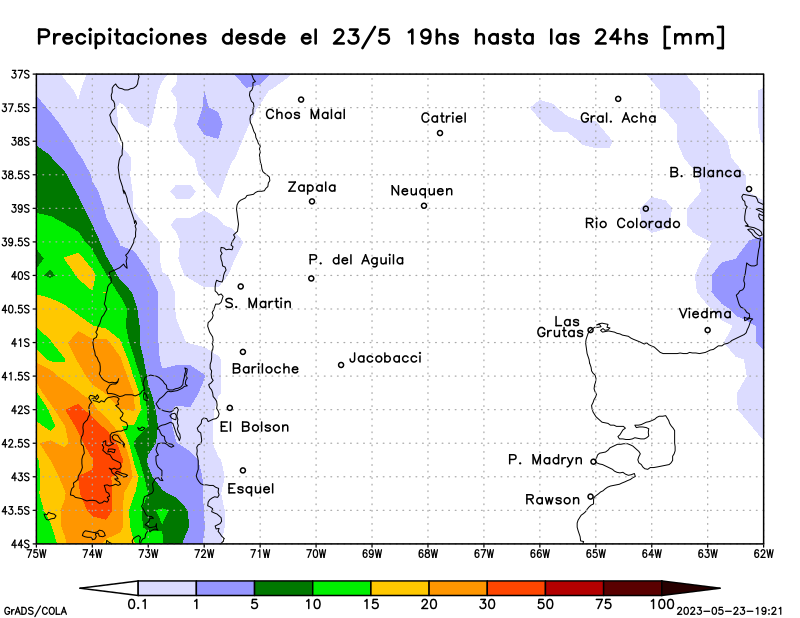 Precipitaciones desde el 23/5 19hs hasta las 24hs [mm]
37S
37.5S
38S
38.5S
39S
39.5S
40S
40.5S
41S
41.5S
42S
42.5S
43S
43.5S
44S
Chos Malal
Catriel
Gral. Acha
B. Blanca
Zapala
Neuquen
Rio Colorado
P. del Aguila
S. Martin
Viedma
Las
Grutas
Bariloche
Jacobacci
El Bolson
P. Madryn
Esquel
Rawson
75W 74W 73W 72W 71W 70W 69W 68W 67W 66W 65W 64W 63W 62W
0.1 1 5 10 15 20 30 50 75 100
GrADS/COLA
2023-05-23-19:21